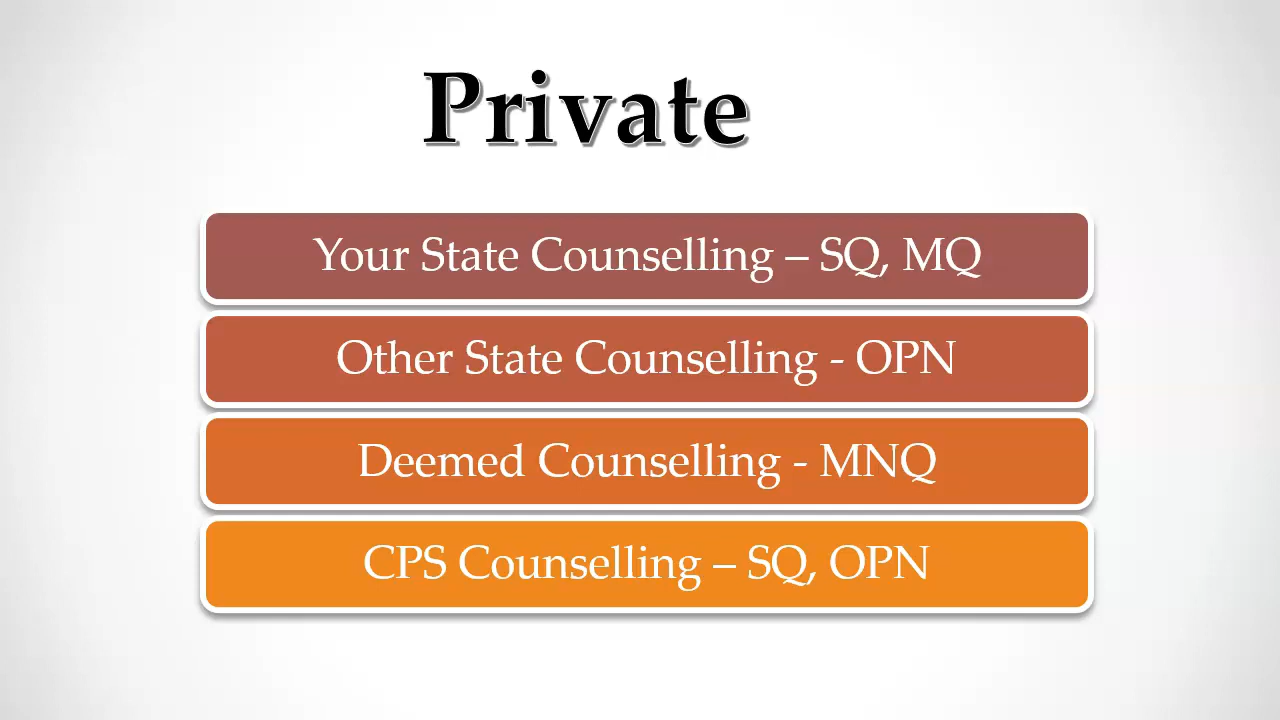 Private
Your State Counselling – SQ, MQ
Other State Counselling - OPN
Deemed Counselling - MNQ
CPS Counselling – SQ, OPN